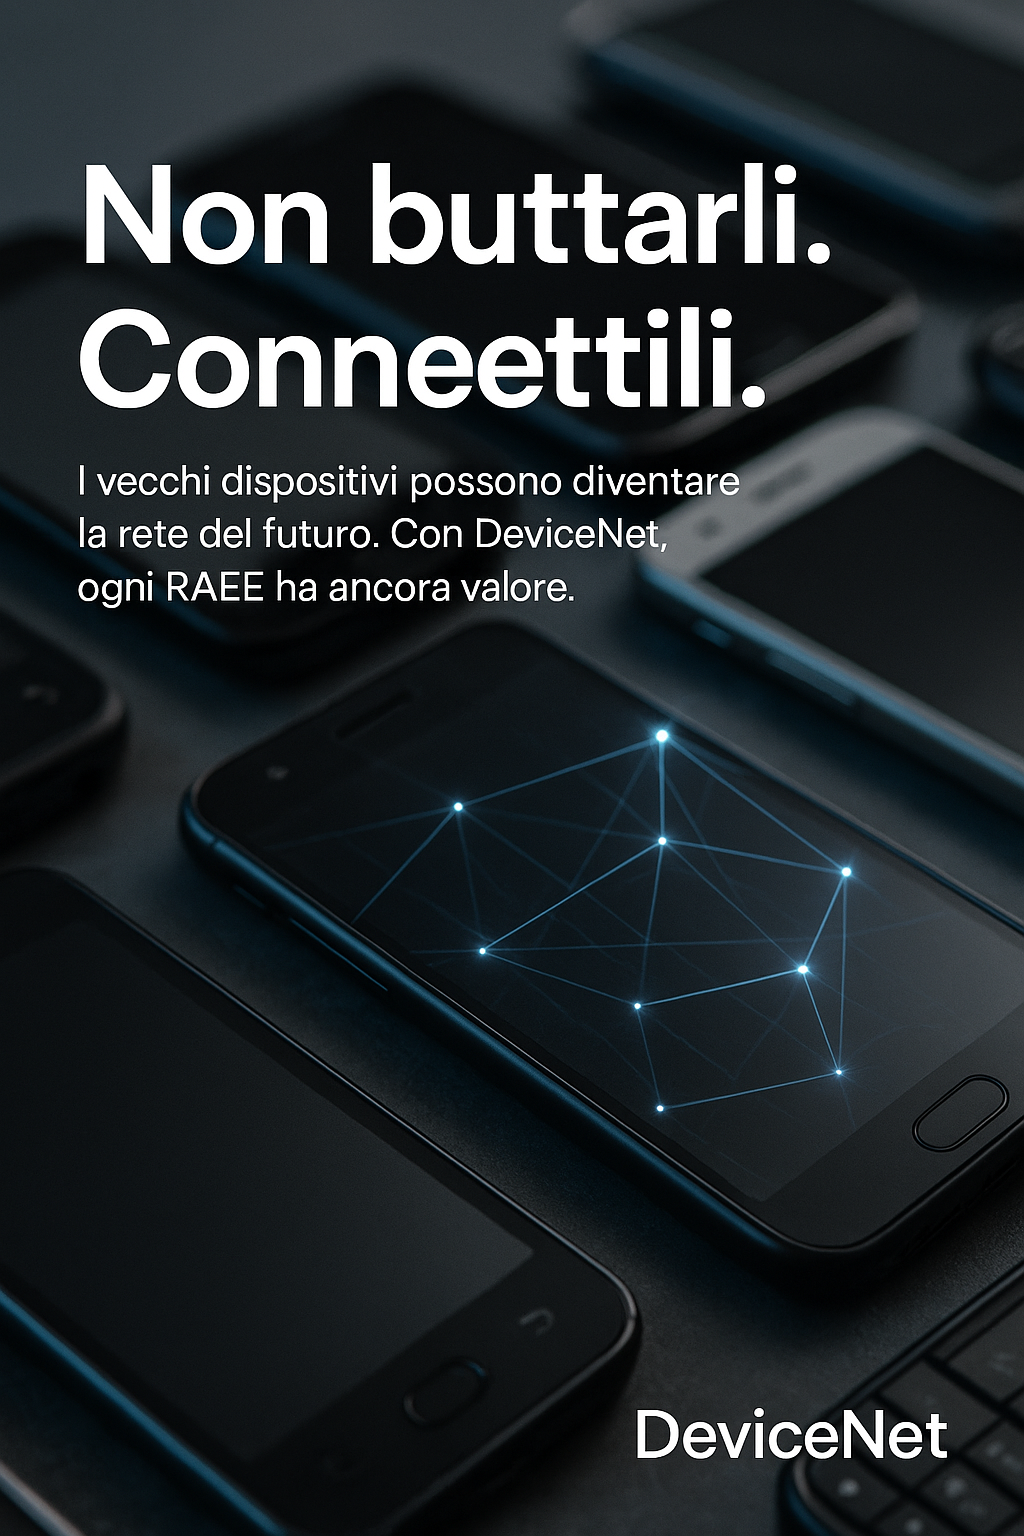 Non buttarli.
Conneettili.
I vecchi dispositivi possono diventare
la rete del futuro. Con DeviceNet,
ogni RAEE ha ancora valore.
DeviceNet